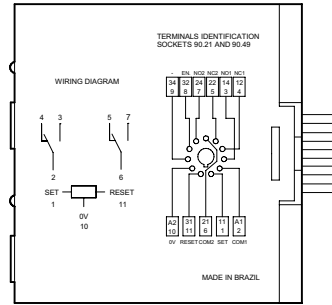 TERMINALS IDENTIFICATION
SOCKETS 90.21 AND 90.49
- EN. NO2 NC2 NO1 NC1
34 32 24 22 14 12
9 8 7 5 3 4
WIRING DIAGRAM
4 3 5 7
2 6
SET RESET
1 11
0V
10
A2 31 21 11 A1
10 11 6 1 2
0V RESET COM2 SET COM1
MADE IN BRAZIL